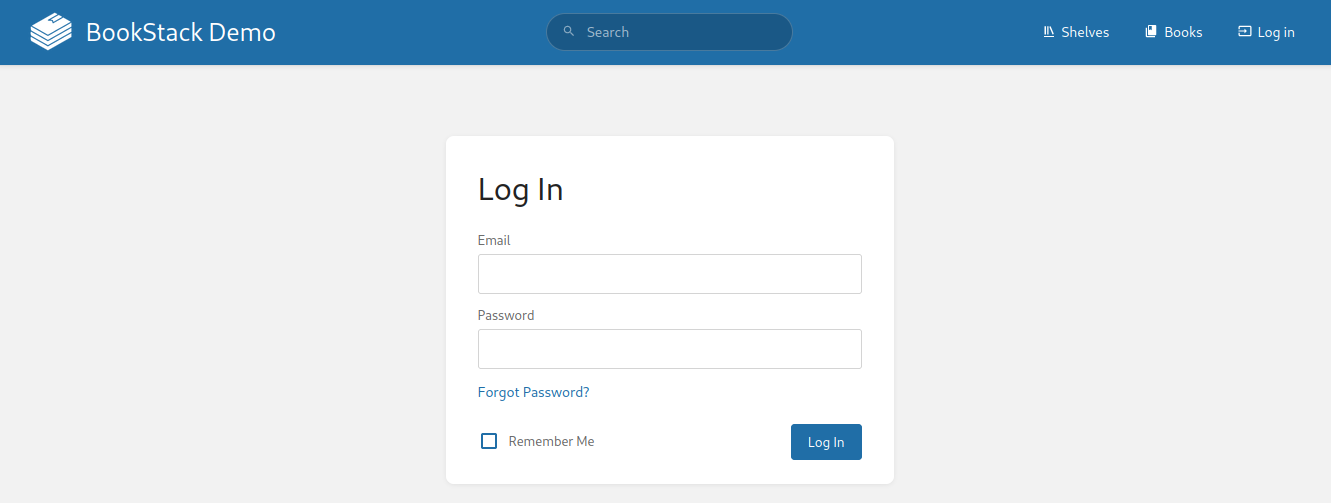 BookStack Demo
Search
Shelves
Books
Log in
Log In
Email
Password
Forgot Password?
Remember Me
Log In